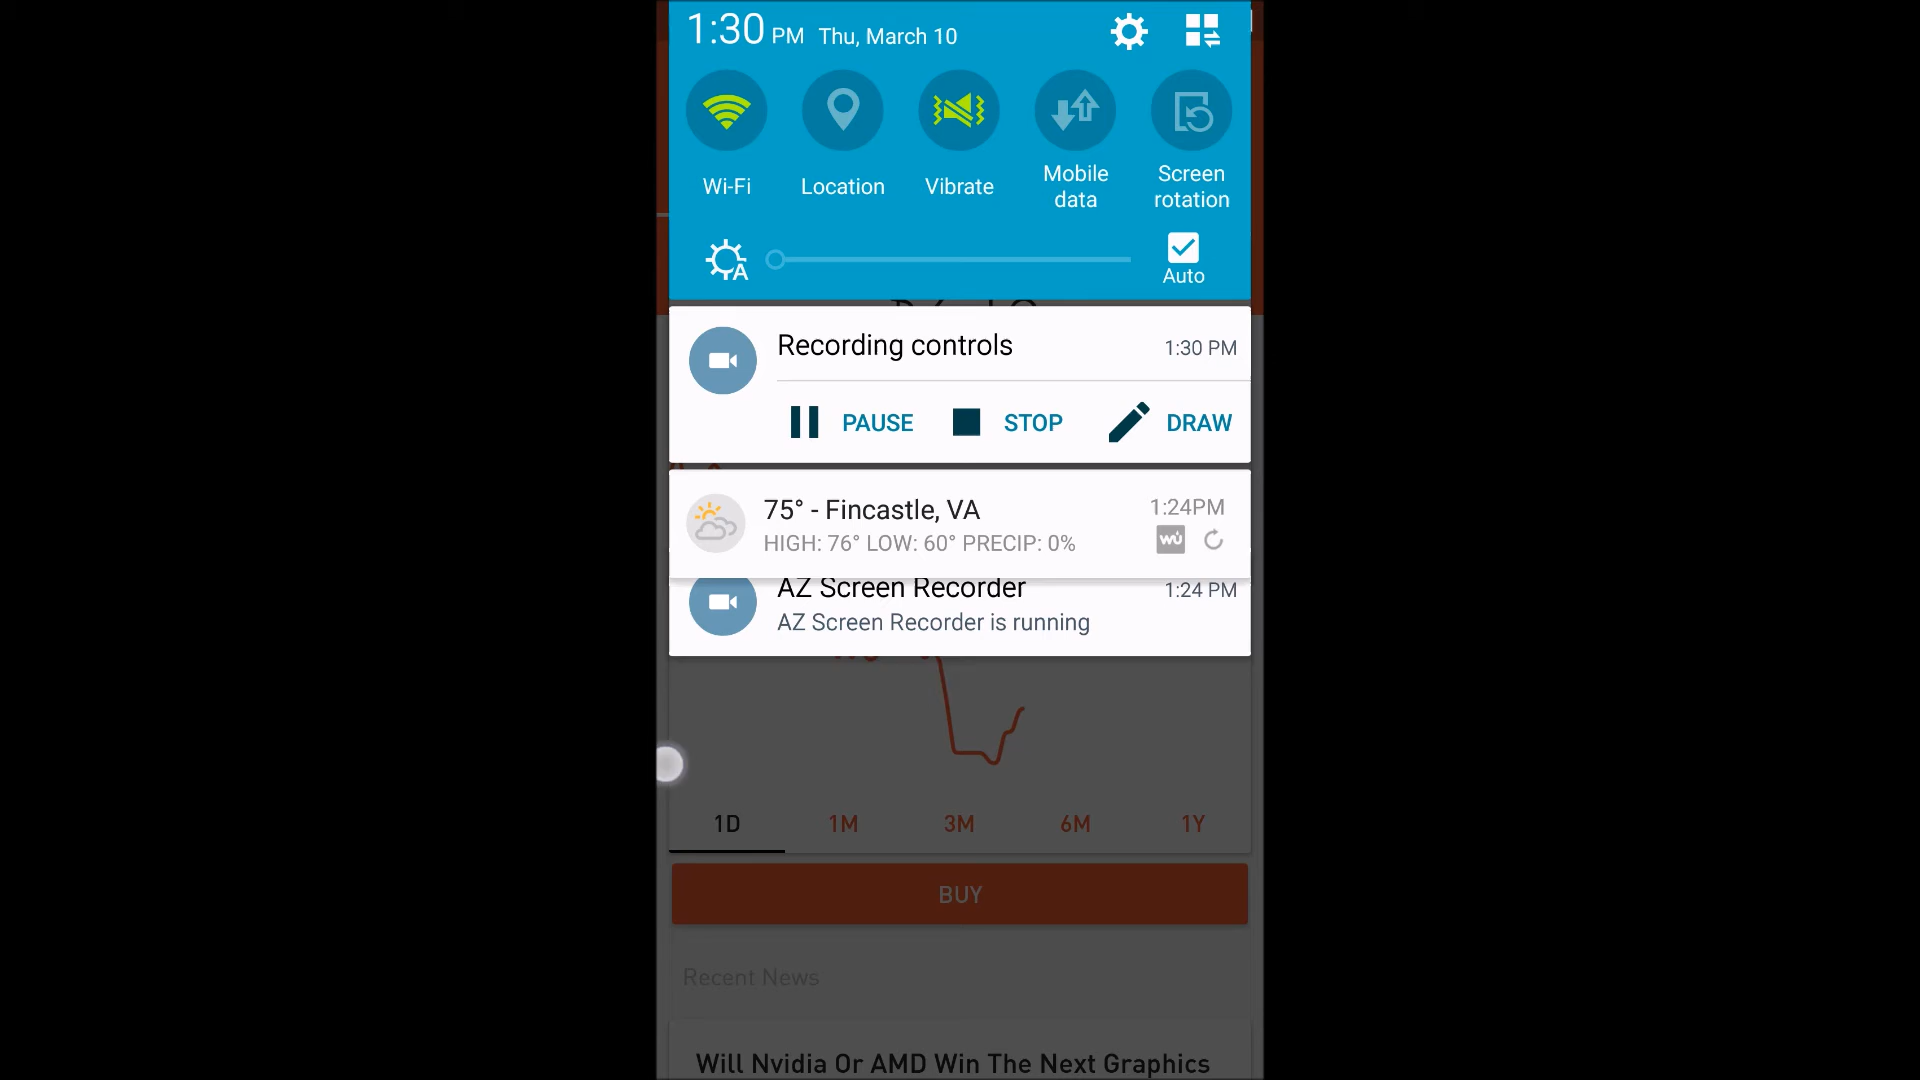 1:30 PM Thu, March 10
Wi-Fi
Location
Vibrate
Mobile
data
Screen
rotation
A
Auto
Recording controls 1:30 PM
PAUSE STOP DRAW
75° - Fincastle, VA 1:24PM
HIGH: 76° LOW: 60° PRECIP: 0% wu
AZ Screen Recorder 1:24 PM
AZ Screen Recorder is running
1D 1M 3M 6M 1Y
BUY
Recent News
Will Nvidia Or AMD Win The Next Graphics